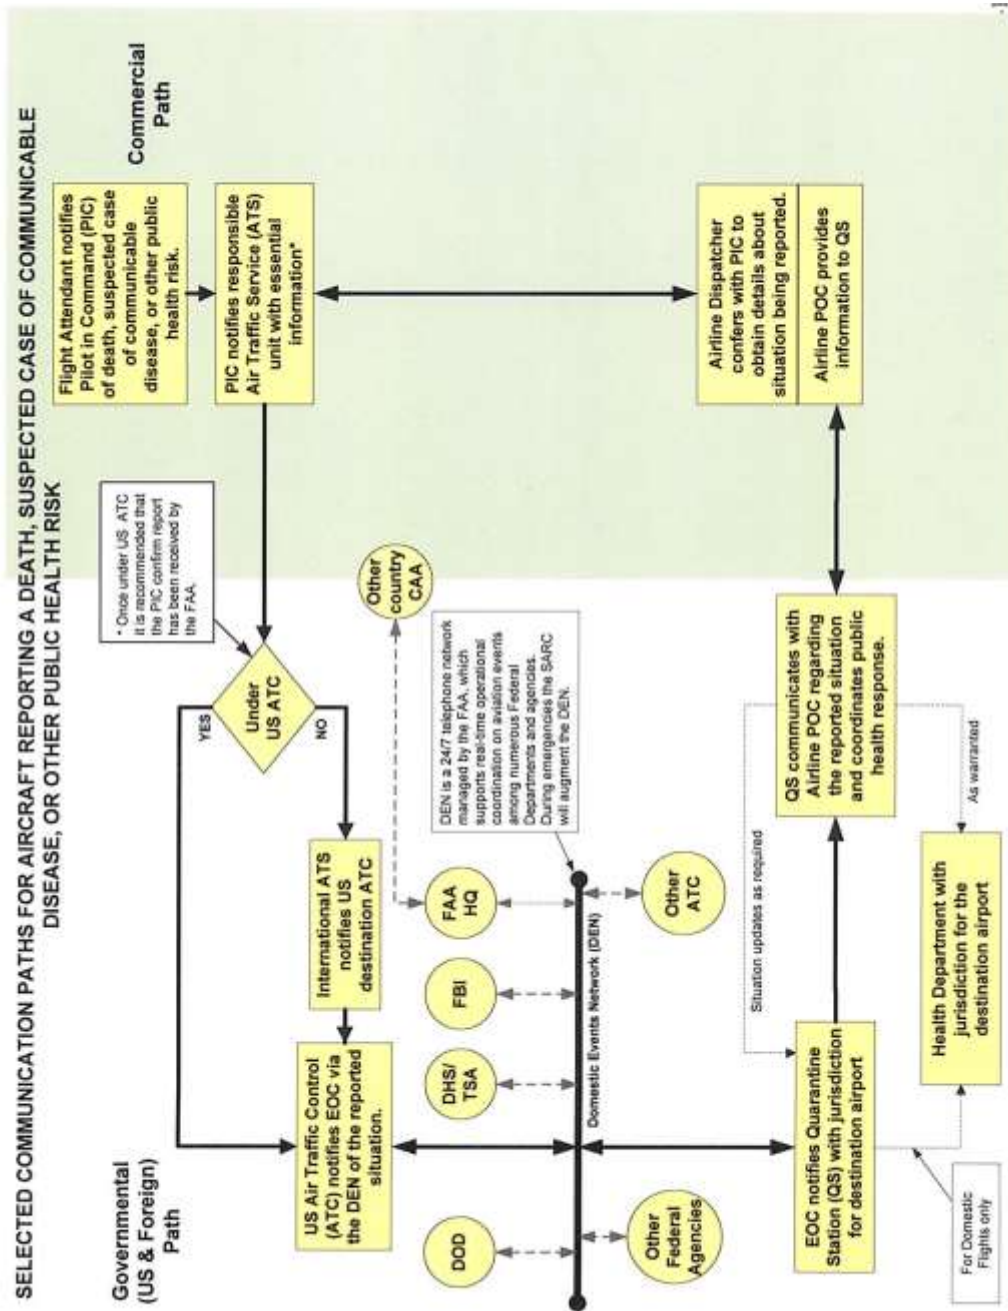 SELECTED COMMUNICATION PATHS FOR AIRCRAFT REPORTING A DEATH, SUSPECTED CASE OF COMMUNICABLE
DISEASE, OR OTHER PUBLIC HEALTH RISK
Governmental
(US & Foreign)
Path
Commercial
Path
Flight Attendant notifies
Pilot in Command (PIC)
of death, suspected case
of communicable
disease, or other public
health risk.
PIC notifies responsible
Air Traffic Service (ATS)
unit with essential
information*
* Once under US ATC
it is recommended that
the PIC confirm report
has been received by
the FAA.
Under
US ATC
YES
NO
International ATS
notifies US
destination ATC
US Air Traffic Control
(ATC) notifies EOC via
the DEN of the reported
situation.
Other
country
CAA
DOD
DHS/
TSA
FBI
FAA
HQ
DEN is a 24/7 telephone network
managed by the FAA, which
supports real-time operational
coordination on aviation events
among numerous Federal
Departments and agencies.
During emergencies the SARC
will augment the DEN.
Domestic Events Network (DEN)
Other
Federal
Agencies
Other
ATC
Airline Dispatcher
confers with PIC to
obtain details about
situation being reported.
Airline POC provides
information to QS
EOC notifies Quarantine
Station (QS) with jurisdiction
for destination airport
Situation updates as required
QS communicates with
Airline POC regarding
the reported situation
and coordinates public
health response.
As warranted
For Domestic
Flights only
Health Department with
jurisdiction for the
destination airport